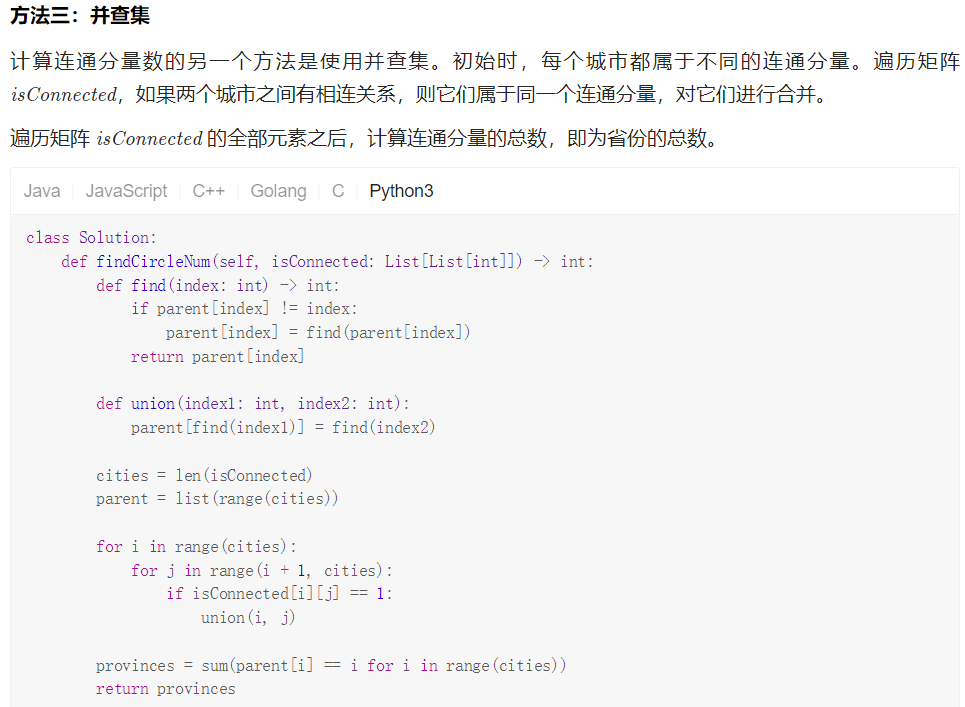 方法三：并查集
计算连通分量数的另一个方法是使用并查集。初始时，每个城市都属于不同的连通分量。遍历矩阵
isConnected，如果两个城市之间有相连关系，则它们属于同一个连通分量，对它们进行合并。
遍历矩阵 isConnected 的全部元素之后，计算连通分量的总数，即为省份的总数。
Java JavaScript C++ Golang C Python3
class Solution:
    def findCircleNum(self, isConnected: List[List[int]]) -> int:
        def find(index: int) -> int:
            if parent[index] != index:
                parent[index] = find(parent[index])
            return parent[index]
        def union(index1: int, index2: int):
            parent[find(index1)] = find(index2)
        cities = len(isConnected)
        parent = list(range(cities))
        for i in range(cities):
            for j in range(i + 1, cities):
                if isConnected[i][j] == 1:
                    union(i, j)
        provinces = sum(parent[i] == i for i in range(cities))
        return provinces